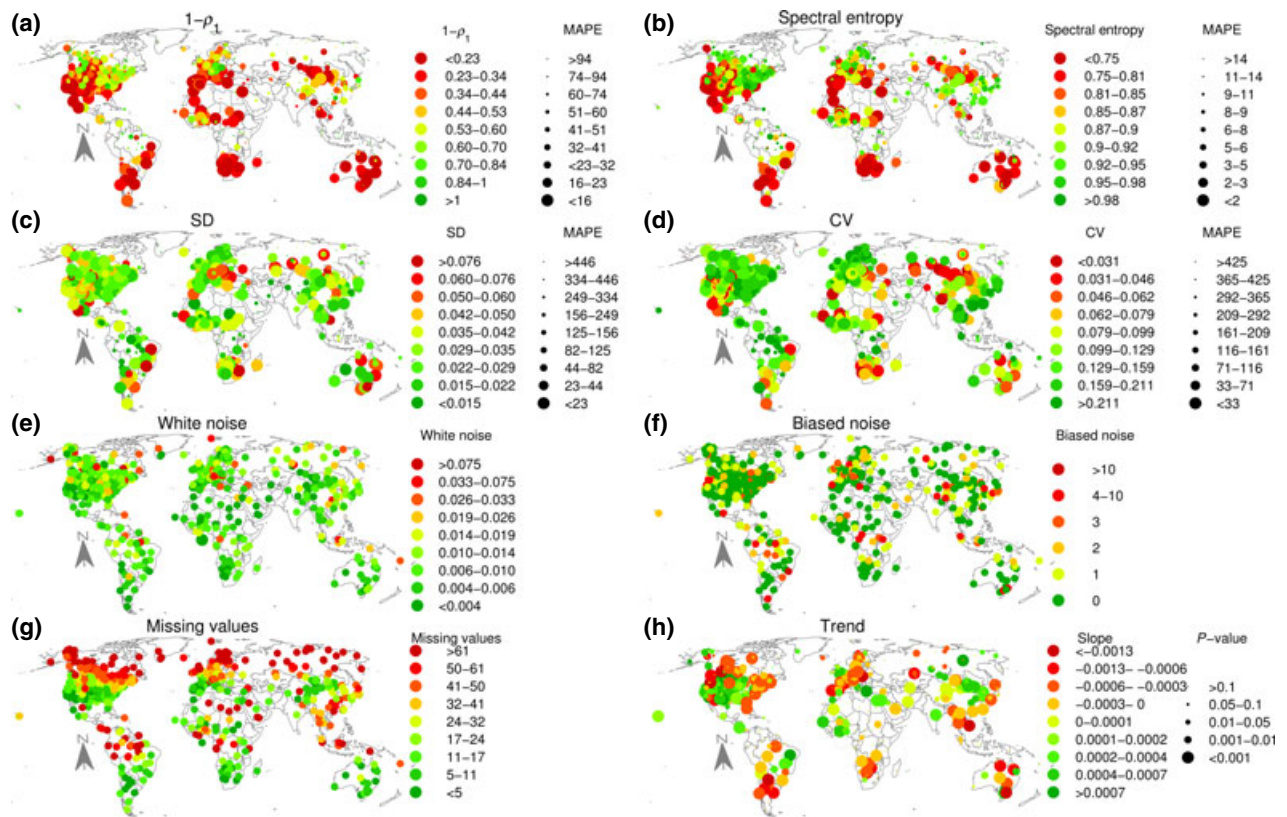 (a) 1−ρ1
1−ρ1 MAPE
<0.23 >94
0.23−0.34 74−94
0.34−0.44 60−74
0.44−0.53 51−60
0.53−0.60 41−51
0.60−0.70 32−41
0.70−0.84 <23−32
0.84−1 16−23
>1 <16
N
(b) Spectral entropy
Spectral entropy MAPE
<0.75 >14
0.75−0.81 11−14
0.81−0.85 9−11
0.85−0.87 8−9
0.87−0.9 6−8
0.9−0.92 5−6
0.92−0.95 3−5
0.95−0.98 2−3
>0.98 <2
N
(c) SD
SD MAPE
>0.076 >446
0.060−0.076 334−446
0.050−0.060 249−334
0.042−0.050 156−249
0.035−0.042 125−156
0.029−0.035 82−125
0.022−0.029 44−82
0.015−0.022 23−44
<0.015 <23
N
(d) CV
CV MAPE
<0.031 >425
0.031−0.046 365−425
0.046−0.062 292−365
0.062−0.079 209−292
0.079−0.099 161−209
0.099−0.129 116−161
0.129−0.159 71−116
0.159−0.211 33−71
>0.211 <33
N
(e) White noise
White noise
>0.075
0.033−0.075
0.026−0.033
0.019−0.026
0.014−0.019
0.010−0.014
0.006−0.010
0.004−0.006
<0.004
N
(f) Biased noise
Biased noise
>10
4−10
3
2
1
0
N
(g) Missing values
Missing values
>61
50−61
41−50
32−41
24−32
17−24
11−17
5−11
<5
N
(h) Trend
Slope P−value
<−0.0013
−0.0013− −0.0006
−0.0006− −0.0003 >0.1
−0.0003− 0 0.05−0.1
0−0.0001 0.01−0.05
0.0001−0.0002 0.001−0.01
0.0002−0.0004 <0.001
0.0004−0.0007
>0.0007
N